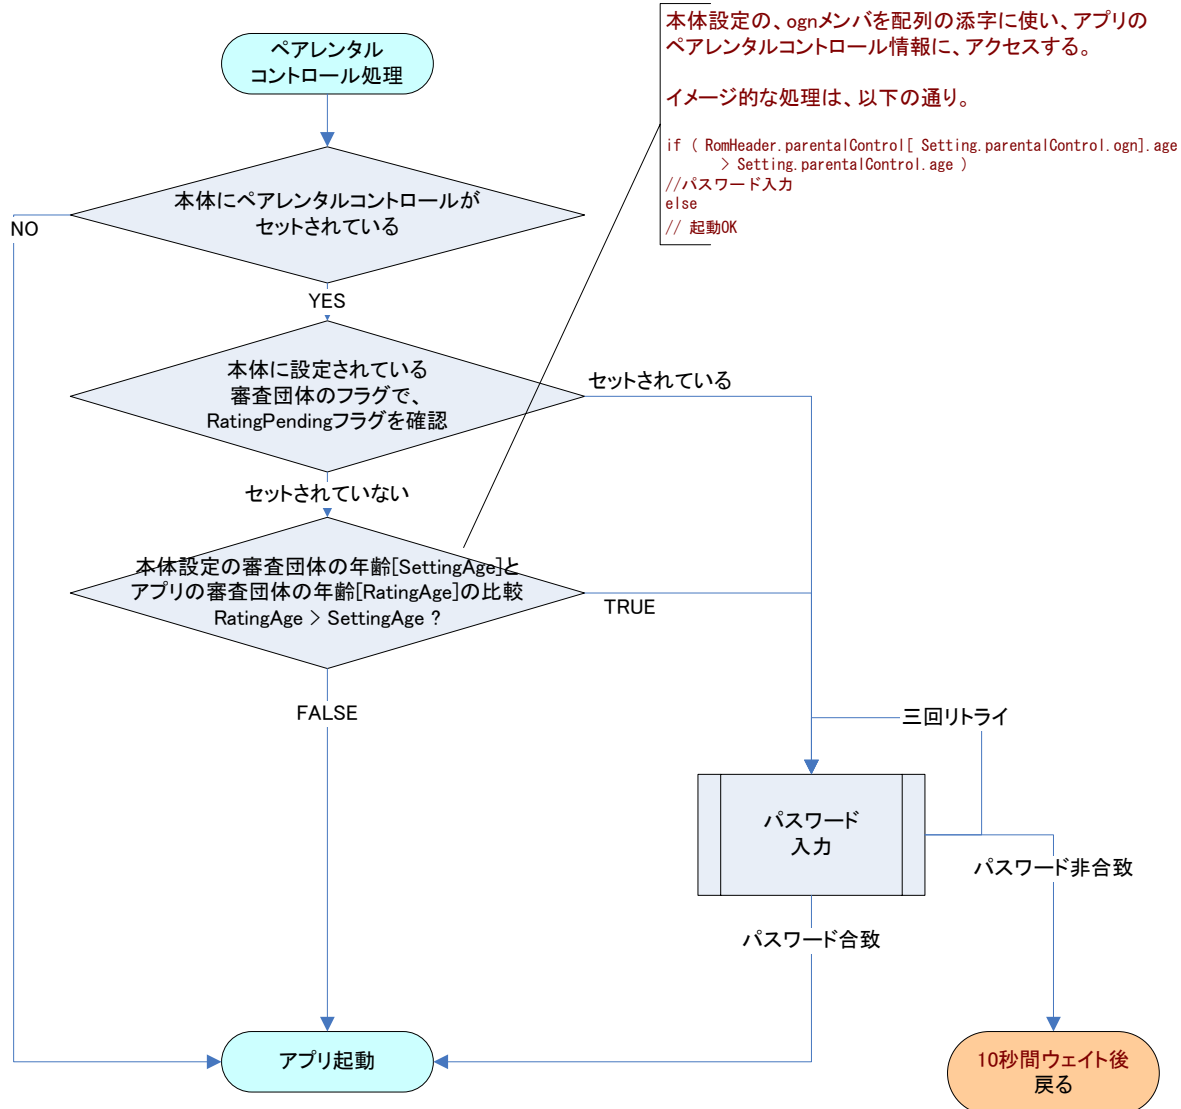 ペアレンタル
コントロール処理
本体設定の、ognメンバを配列の添字に使い、アプリの
ペアレンタルコントロール情報に、アクセスする。
イメージ的な処理は、以下の通り。
if ( RomHeader.parentalControl[ Setting.parentalControl.ogn].age
> Setting.parentalControl.age )
//パスワード入力
else
// 起動OK
本体にペアレンタルコントロールが
セットされている
NO
YES
本体に設定されている
審査団体のフラグで、
RatingPendingフラグを確認
セットされている
セットされていない
本体設定の審査団体の年齢[SettingAge]と
アプリの審査団体の年齢[RatingAge]の比較
RatingAge > SettingAge ?
TRUE
FALSE
三回リトライ
パスワード
入力
パスワード非合致
パスワード合致
アプリ起動
10秒間ウェイト後
戻る